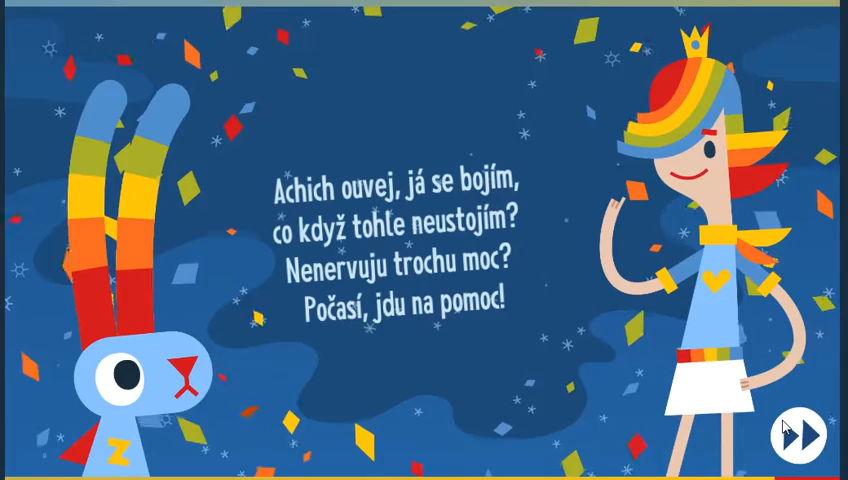 Achich ouvej, já se bojím,
co když tohle neustojím?
Nenervuju trochu moc?
Počasí, jdu na pomoc!
Z